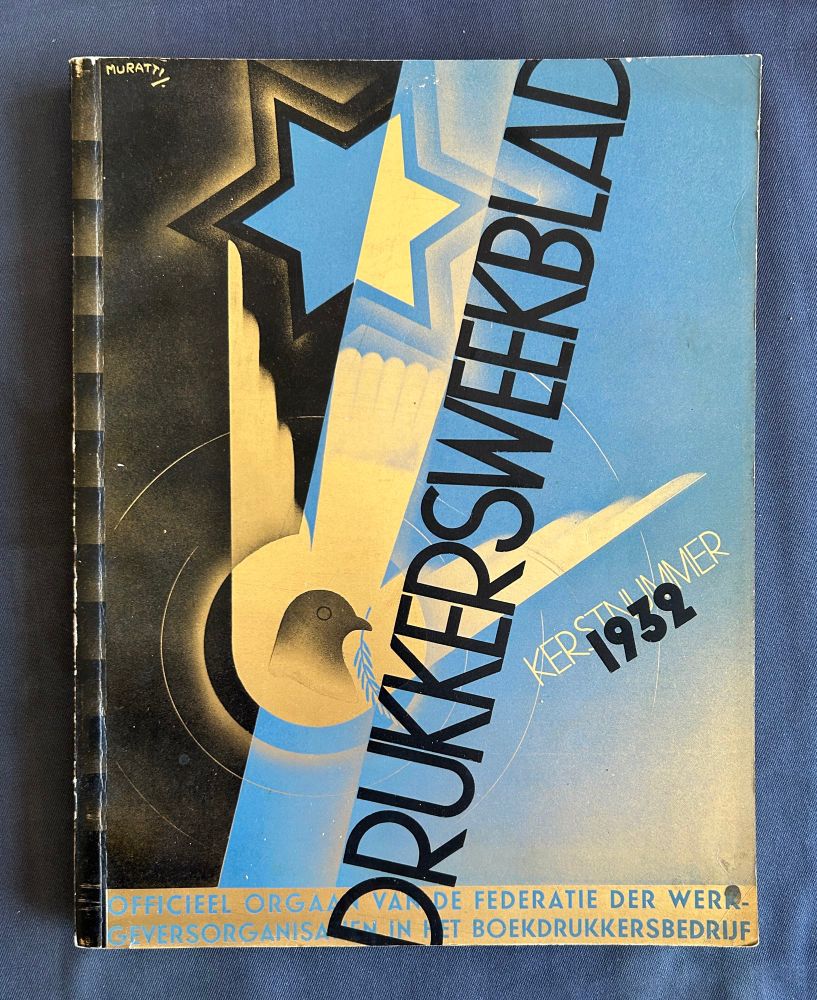 MURATTI
DRUKKERSWEEKBLAD
KERSTNUMMER
1932
OFFICIEEL ORGAAN VAN DE FEDERATIE DER WERK-
GEVERSORGANISATIEN IN HET BOEKDRUKKERSBEDRIJF